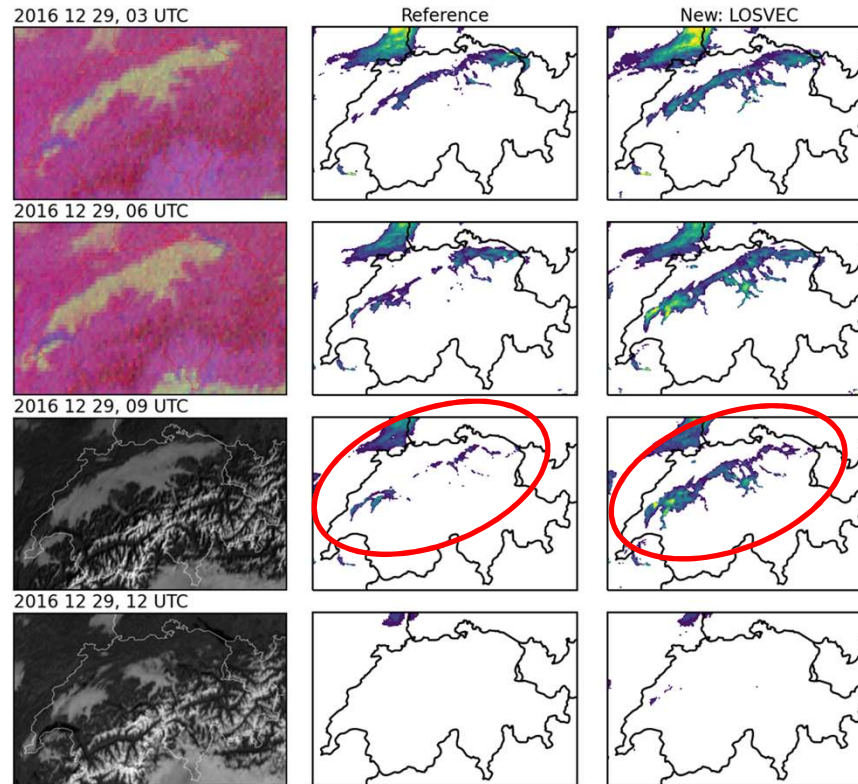 2016 12 29, 03 UTC
Reference
New: LOSVEC
2016 12 29, 06 UTC
2016 12 29, 09 UTC
2016 12 29, 12 UTC